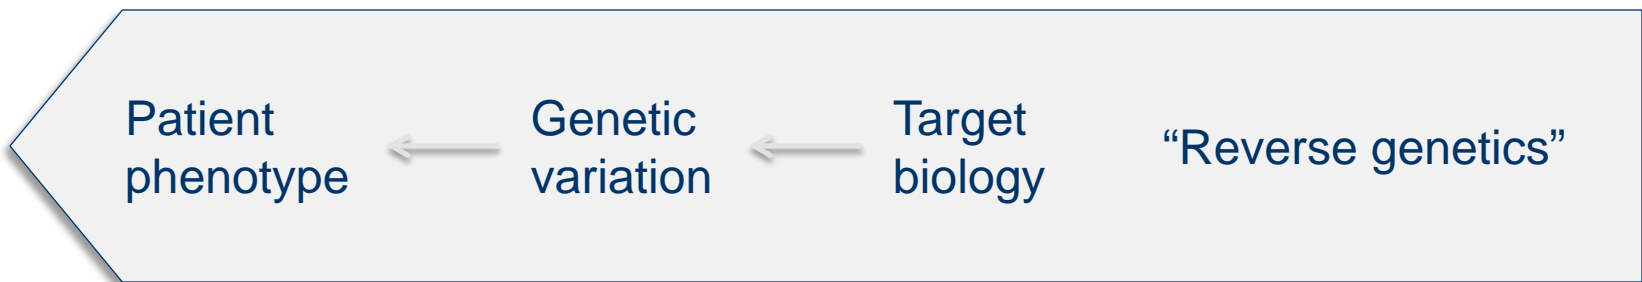 Patient
phenotype
Genetic
variation
Target
biology
“Reverse genetics”